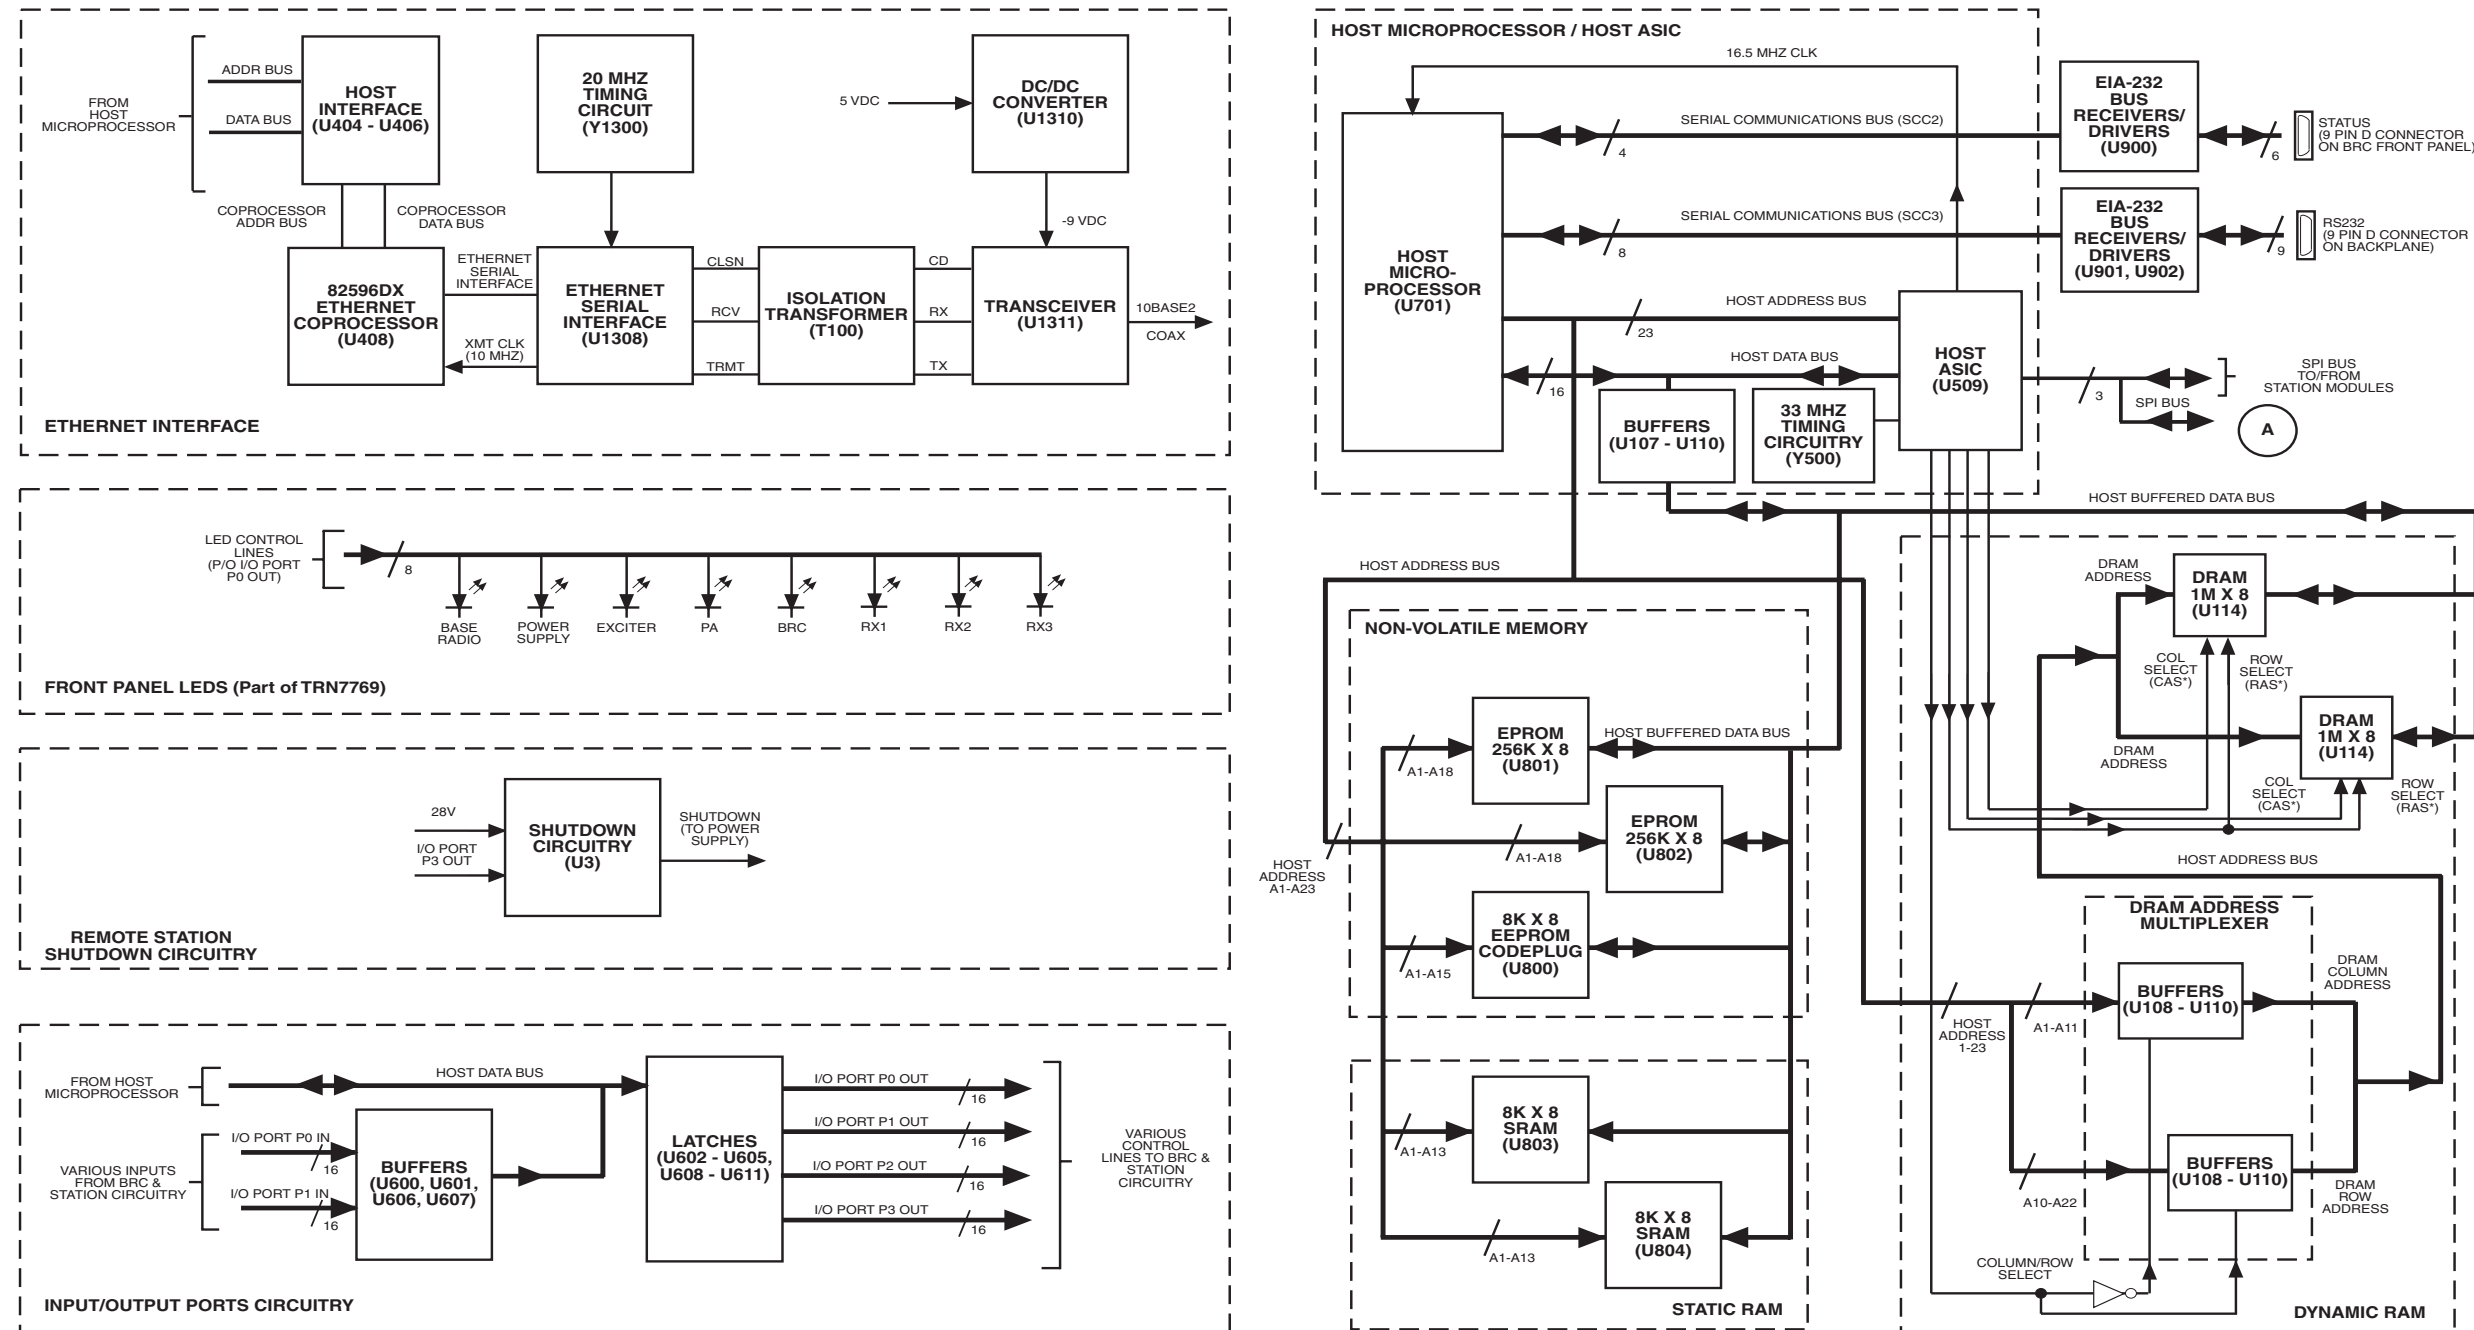 FROM
HOST
MICROPROCESSOR
ADDR BUS
DATA BUS
HOST
INTERFACE
(U404 - U406)
20 MHZ
TIMING
CIRCUIT
(Y1300)
5 VDC
DC/DC
CONVERTER
(U1310)
-9 VDC
COPROCESSOR
ADDR BUS
COPROCESSOR
DATA BUS
82596DX
ETHERNET
COPROCESSOR
(U408)
ETHERNET
SERIAL
INTERFACE
XMT CLK
(10 MHZ)
ETHERNET
SERIAL
INTERFACE
(U1308)
CLSN
RCV
TRMT
ISOLATION
TRANSFORMER
(T100)
CD
RX
TX
TRANSCEIVER
(U1311)
10BASE2
COAX
ETHERNET INTERFACE
LED CONTROL
LINES
(P/O I/O PORT
P0 OUT)
8
BASE
RADIO
POWER
SUPPLY
EXCITER
PA
BRC
RX1
RX2
RX3
FRONT PANEL LEDS (Part of TRN7769)
28V
I/O PORT
P3 OUT
SHUTDOWN
CIRCUITRY
(U3)
SHUTDOWN
(TO POWER
SUPPLY)
REMOTE STATION
SHUTDOWN CIRCUITRY
FROM HOST
MICROPROCESSOR
HOST DATA BUS
VARIOUS INPUTS
FROM BRC &
STATION CIRCUITRY
I/O PORT P0 IN
16
I/O PORT P1 IN
16
BUFFERS
(U600, U601,
U606, U607)
LATCHES
(U602 - U605,
U608 - U611)
I/O PORT P0 OUT
16
I/O PORT P1 OUT
16
I/O PORT P2 OUT
16
I/O PORT P3 OUT
16
VARIOUS
CONTROL
LINES TO BRC &
STATION
CIRCUITRY
INPUT/OUTPUT PORTS CIRCUITRY
HOST MICROPROCESSOR / HOST ASIC
16.5 MHZ CLK
HOST
MICRO-
PROCESSOR
(U701)
SERIAL COMMUNICATIONS BUS (SCC2)
4
SERIAL COMMUNICATIONS BUS (SCC3)
8
HOST ADDRESS BUS
23
HOST DATA BUS
16
BUFFERS
(U107 - U110)
33 MHZ
TIMING
CIRCUITRY
(Y500)
HOST
ASIC
(U509)
EIA-232
BUS
RECEIVERS/
DRIVERS
(U900)
6
STATUS
(9 PIN D CONNECTOR
ON BRC FRONT PANEL)
EIA-232
BUS
RECEIVERS/
DRIVERS
(U901, U902)
9
RS232
(9 PIN D CONNECTOR
ON BACKPLANE)
3
SPI BUS
TO/FROM
STATION MODULES
SPI BUS
A
HOST BUFFERED DATA BUS
HOST ADDRESS BUS
NON-VOLATILE MEMORY
EPROM
256K X 8
(U801)
A1-A18
HOST BUFFERED DATA BUS
EPROM
256K X 8
(U802)
A1-A18
HOST
ADDRESS
A1-A23
8K X 8
EEPROM
CODEPLUG
(U800)
A1-A15
8K X 8
SRAM
(U803)
A1-A13
8K X 8
SRAM
(U804)
A1-A13
STATIC RAM
DRAM
ADDRESS
DRAM
1M X 8
(U114)
COL
SELECT
(CAS*)
ROW
SELECT
(RAS*)
DRAM
ADDRESS
DRAM
1M X 8
(U114)
COL
SELECT
(CAS*)
ROW
SELECT
(RAS*)
HOST ADDRESS BUS
DRAM ADDRESS
MULTIPLEXER
HOST
ADDRESS
1-23
A1-A11
BUFFERS
(U108 - U110)
DRAM
COLUMN
ADDRESS
A10-A22
BUFFERS
(U108 - U110)
DRAM
ROW
ADDRESS
COLUMN/ROW
SELECT
DYNAMIC RAM